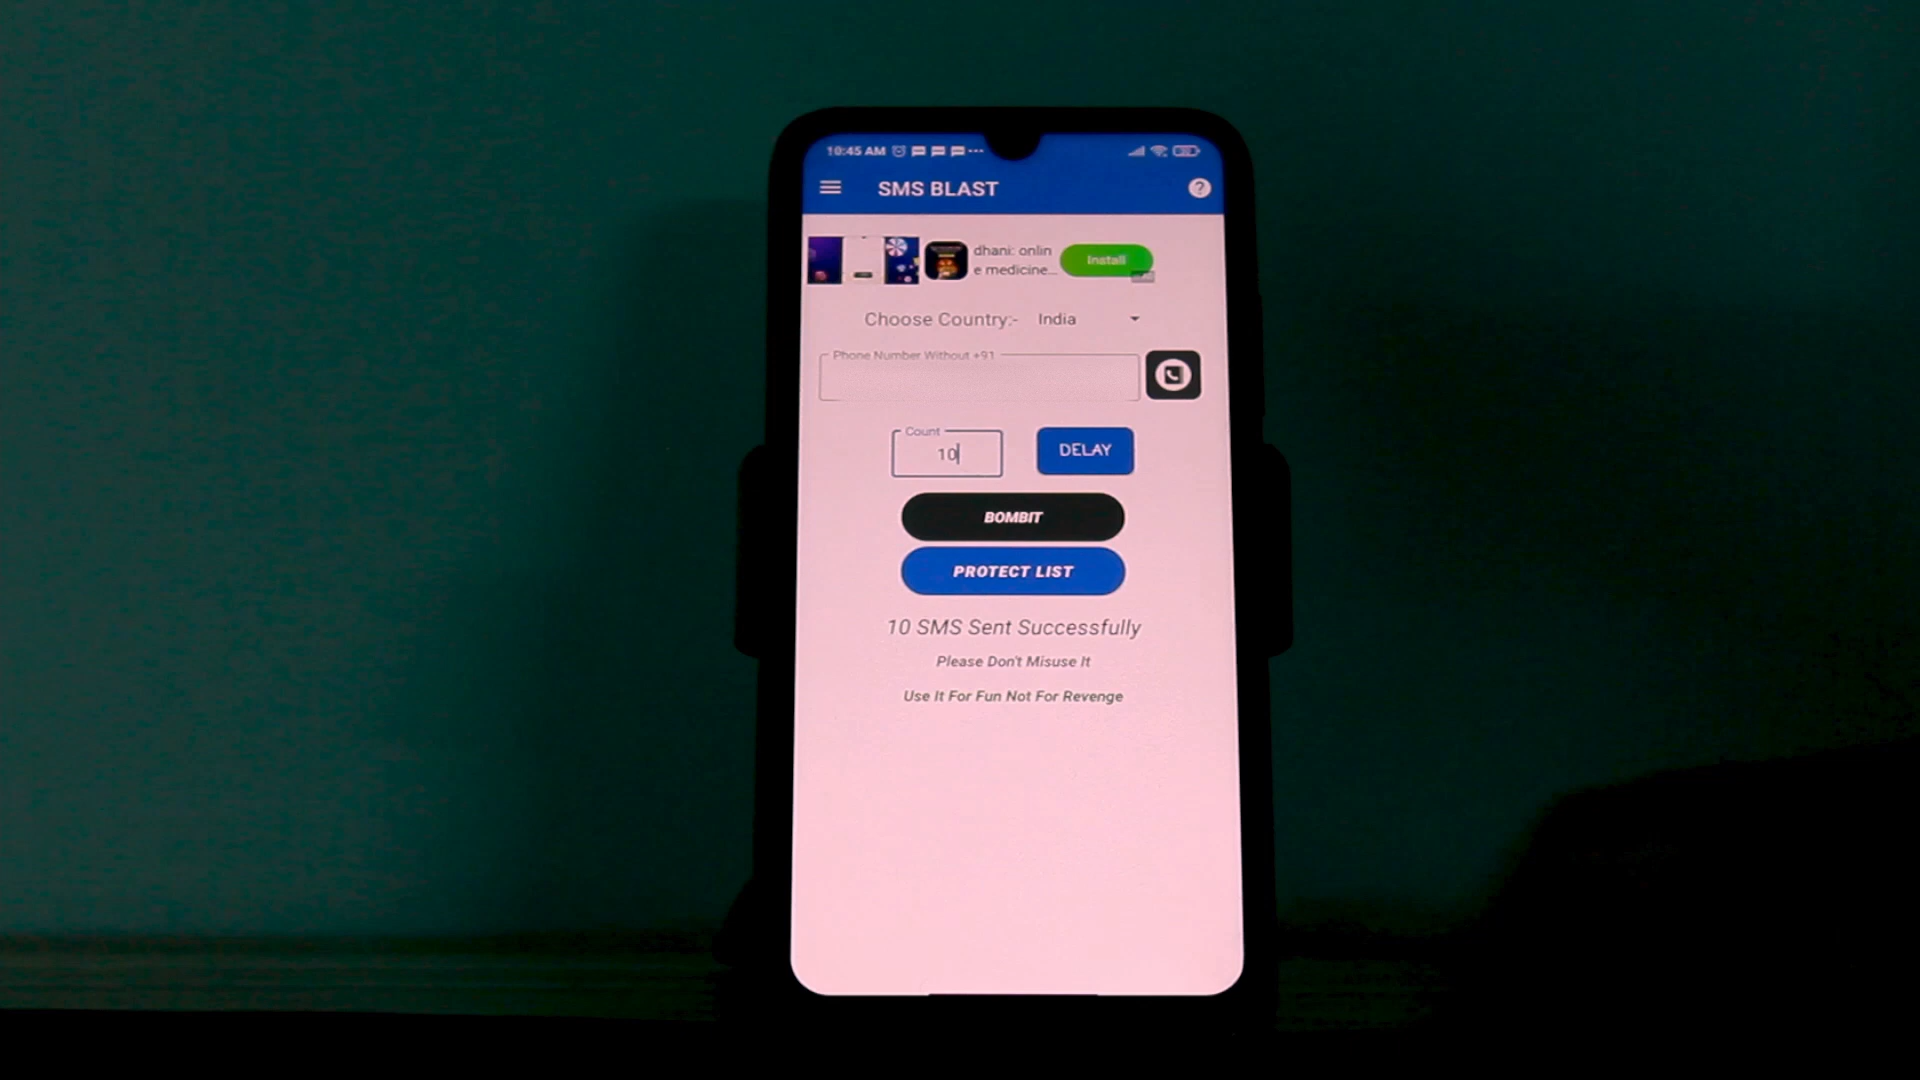 10:45 AM
SMS BLAST
dhani: onlin
e medicine...
Install
Choose Country:- India
Phone Number Without +91
Count
10
DELAY
BOMBIT
PROTECT LIST
10 SMS Sent Successfully
Please Don't Misuse It
Use It For Fun Not For Revenge